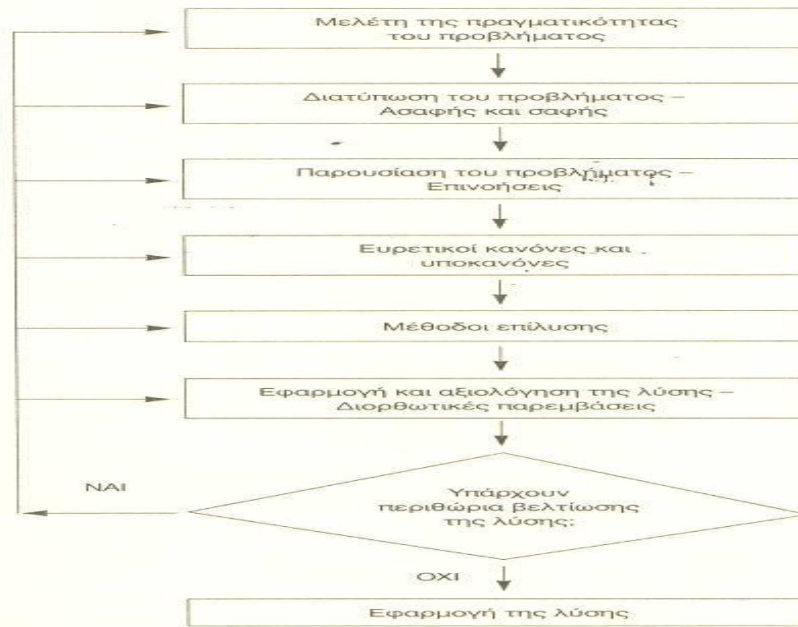 Μελέτη της πραγματικότητας
του προβλήματος
Διατύπωση του προβλήματος –
Ασαφής και σαφής
Παρουσίαση του προβλήματος –
Επινοήσεις
Ευρετικοί κανόνες και
υποκανόνες
Μέθοδοι επίλυσης
Εφαρμογή και αξιολόγηση της λύσης –
Διορθωτικές παρεμβάσεις
ΝΑΙ
Υπάρχουν
περιθώρια βελτίωσης
της λύσης;
ΟΧΙ
Εφαρμογή της λύσης